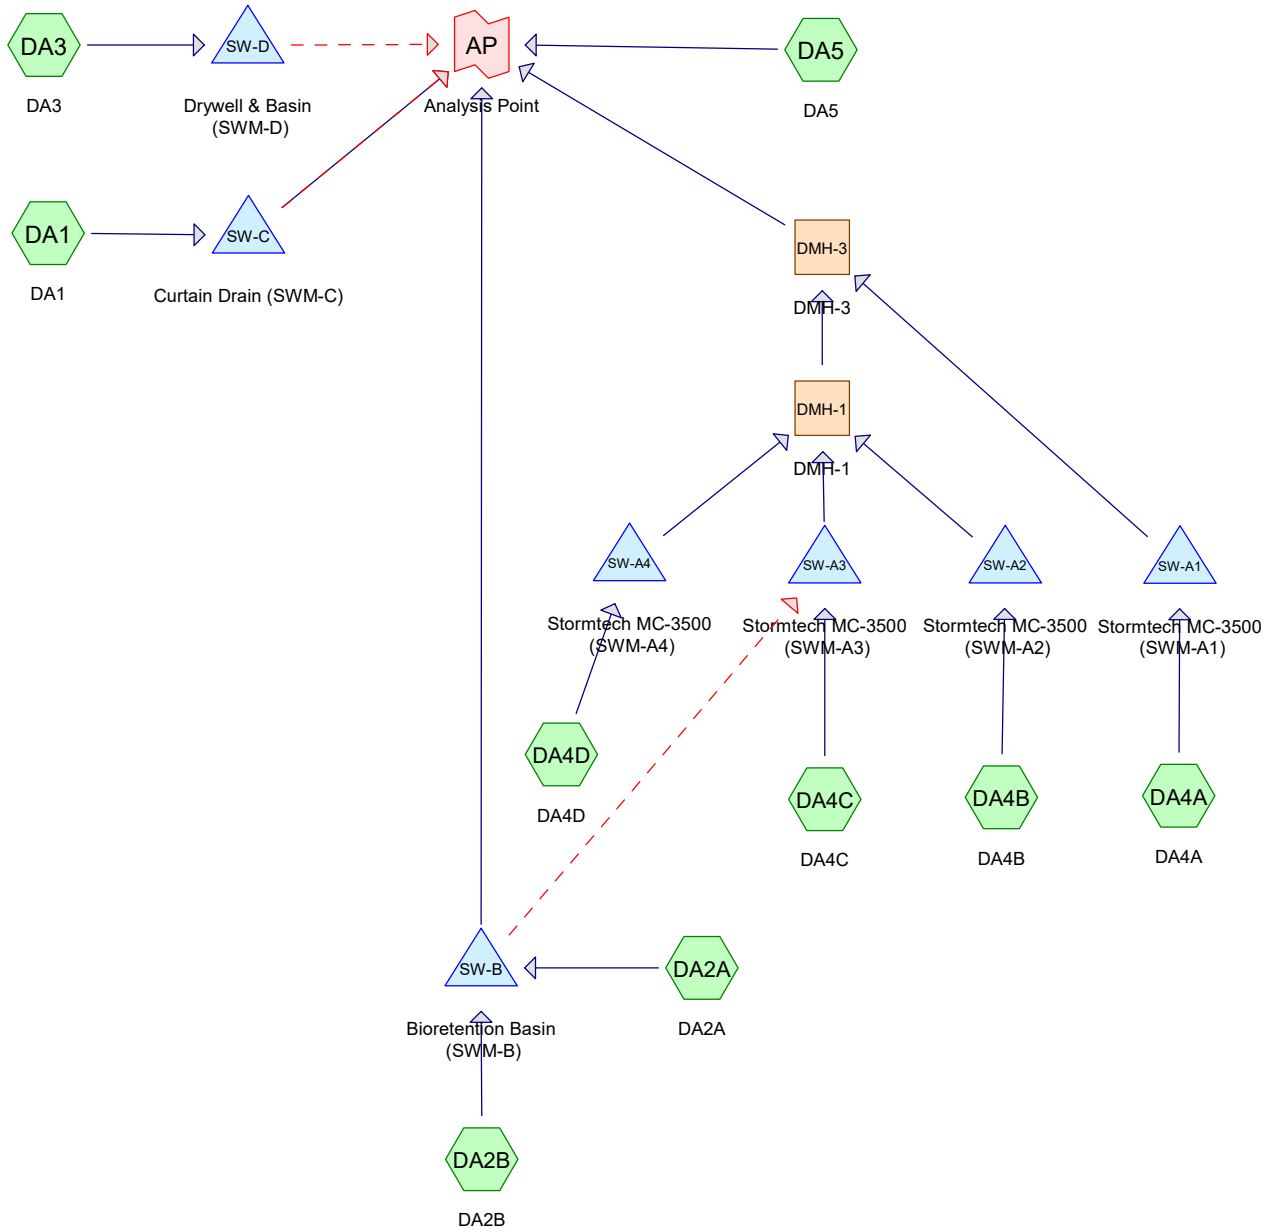 DA3
SW-D
AP
DA5
DA3
Drywell & Basin
(SWM-D)
Analysis Point
DA5
DA1
SW-C
DMH-3
DA1
Curtain Drain (SWM-C)
DMH-3
DMH-1
DMH-1
SW-A4
SW-A3
SW-A2
SW-A1
Stormtech MC-3500
(SWM-A4)
Stormtech MC-3500
(SWM-A3)
Stormtech MC-3500
(SWM-A2)
Stormtech MC-3500
(SWM-A1)
DA4D
DA4C
DA4B
DA4A
DA4D
DA4C
DA4B
DA4A
SW-B
DA2A
Bioretention Basin
(SWM-B)
DA2A
DA2B
DA2B